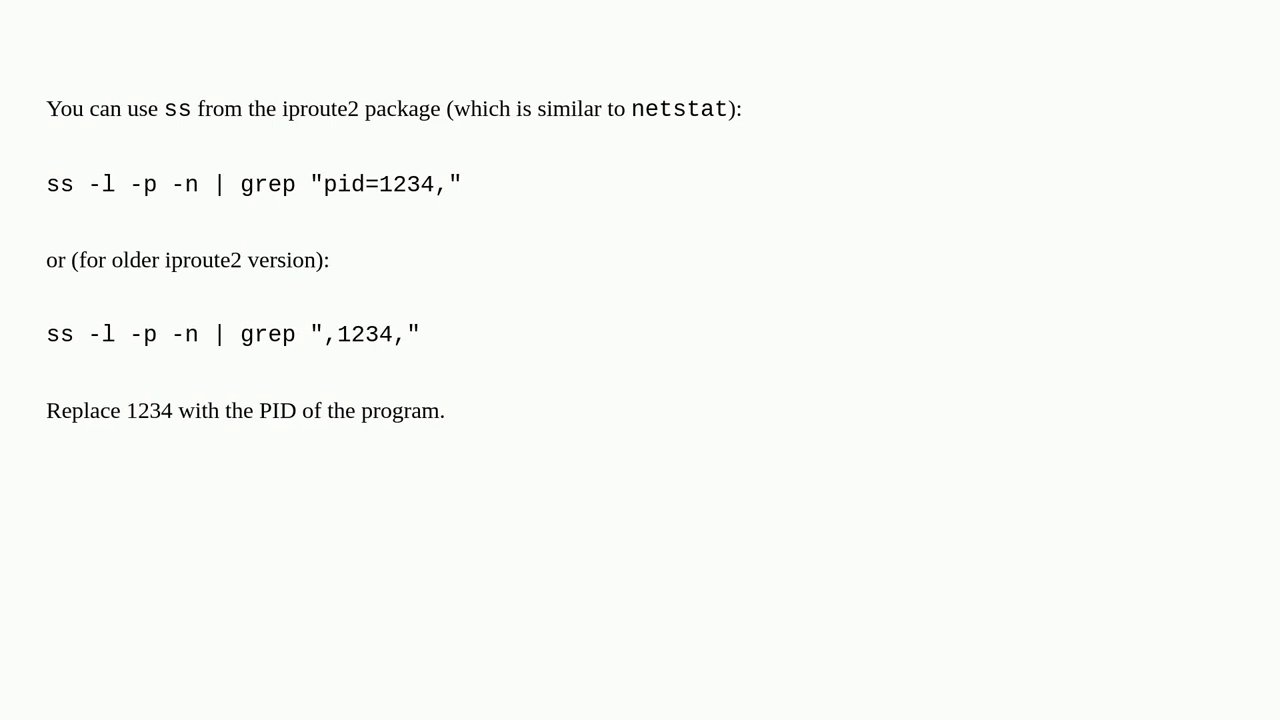 You can use ss from the iproute2 package (which is similar to netstat):
ss -l -p -n | grep "pid=1234,"
or (for older iproute2 version):
ss -l -p -n | grep ",1234,"
Replace 1234 with the PID of the program.